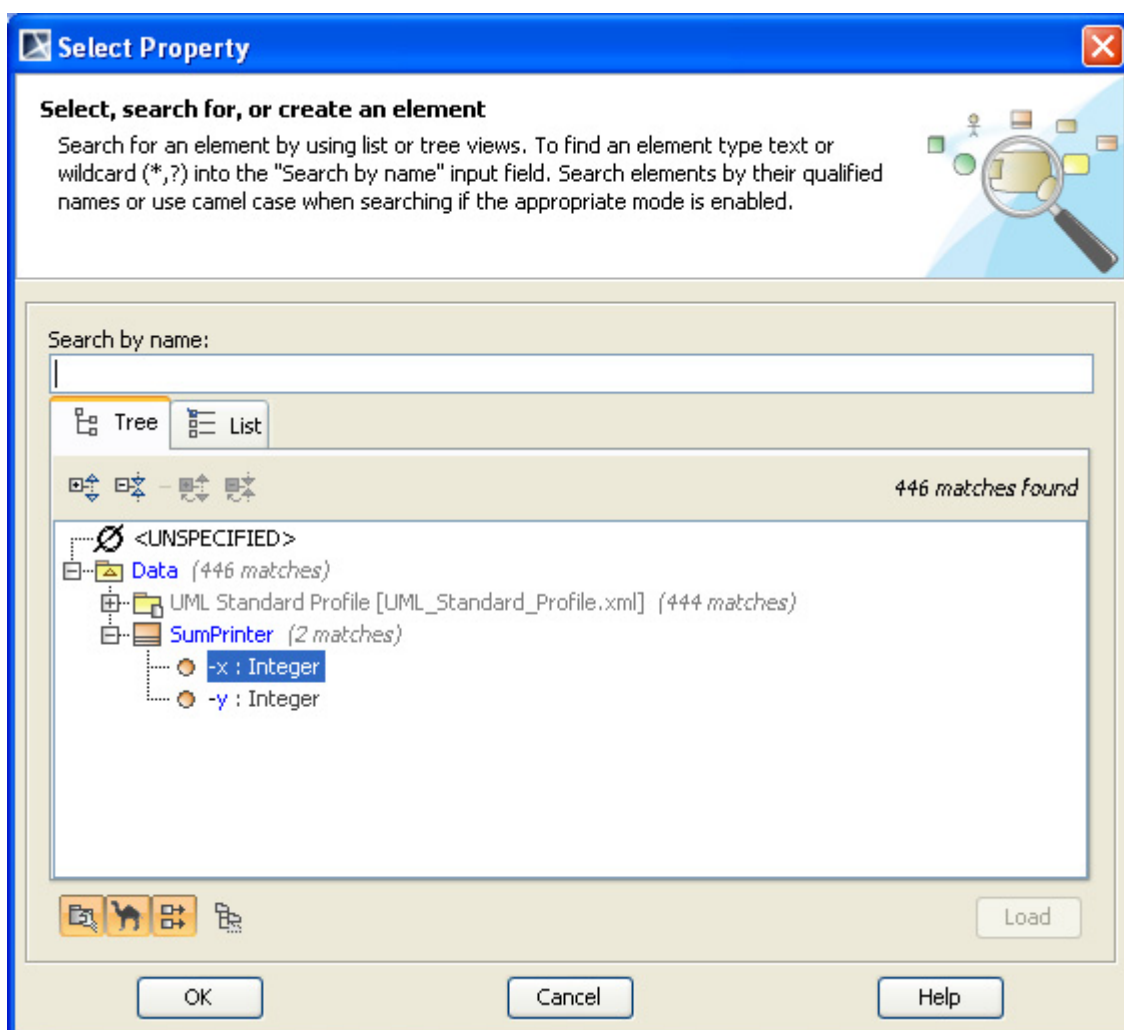 Select Property
Select, search for, or create an element
Search for an element by using list or tree views. To find an element type text or
wildcard (*,?) into the "Search by name" input field. Search elements by their qualified
names or use camel case when searching if the appropriate mode is enabled.
Search by name:
Tree List
446 matches found
<UNSPECIFIED>
Data (446 matches)
UML Standard Profile [UML_Standard_Profile.xml] (444 matches)
SumPrinter (2 matches)
-x : Integer
-y : Integer
Load
OK Cancel Help